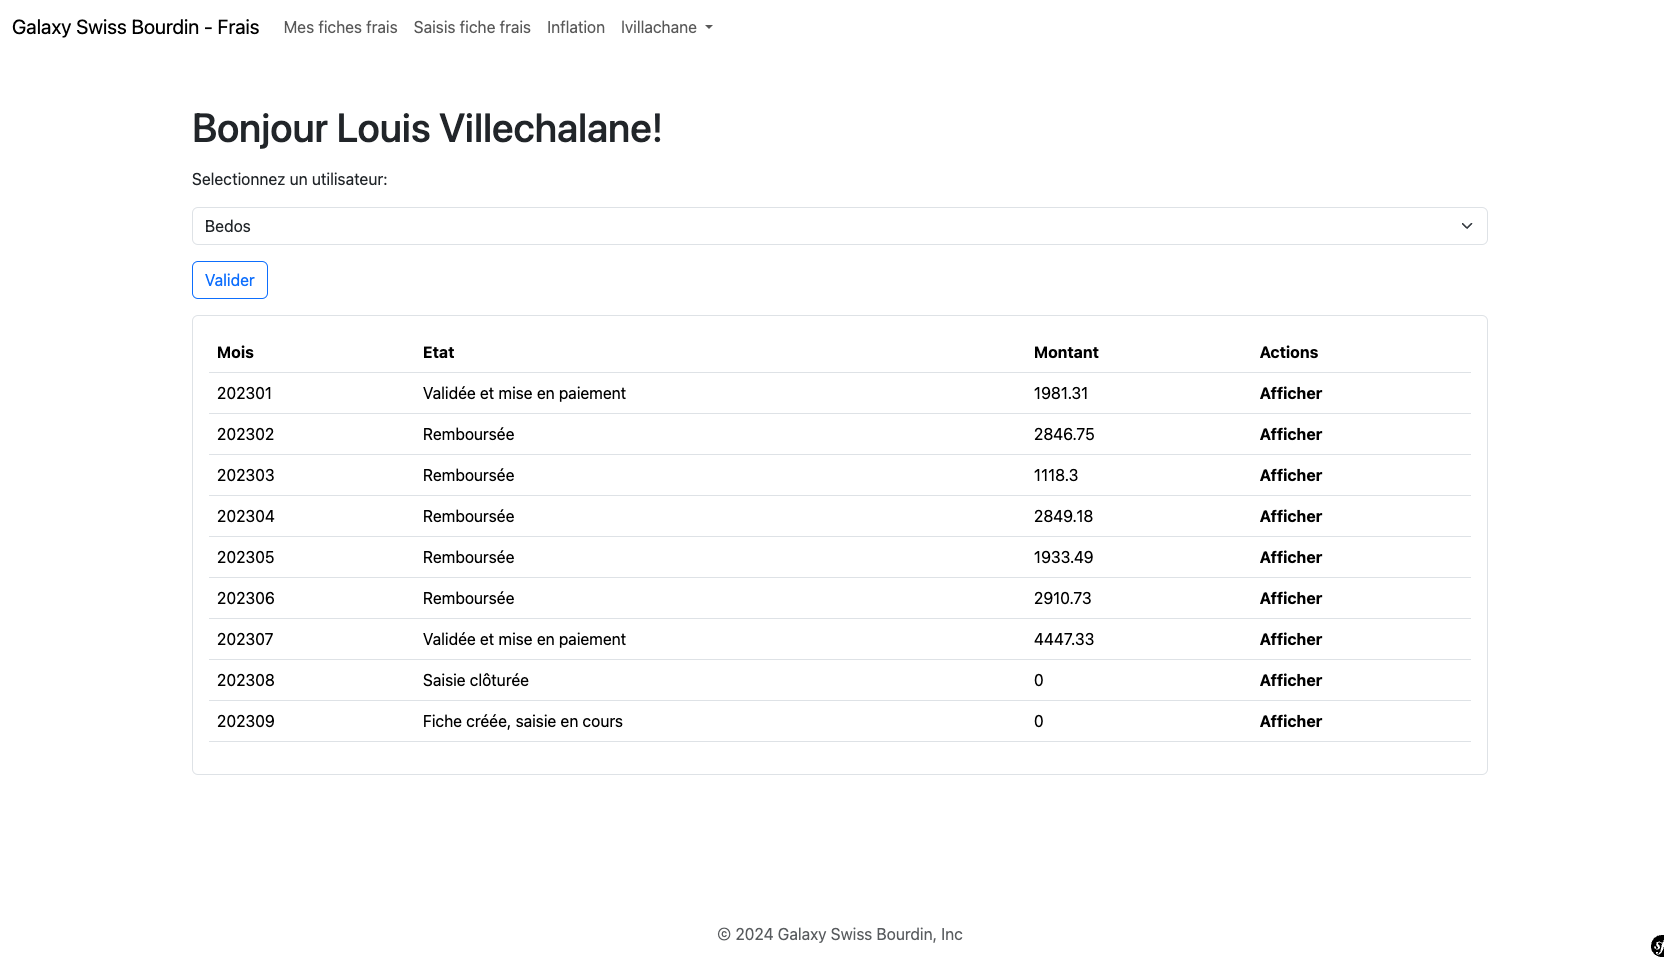 Galaxy Swiss Bourdin - Frais Mes fiches frais Saisis fiche frais Inflation lvillachane
Bonjour Louis Villechalane!
Selectionnez un utilisateur:
Bedos
Valider
Mois Etat Montant Actions
202301 Validée et mise en paiement 1981.31 Afficher
202302 Remboursée 2846.75 Afficher
202303 Remboursée 1118.3 Afficher
202304 Remboursée 2849.18 Afficher
202305 Remboursée 1933.49 Afficher
202306 Remboursée 2910.73 Afficher
202307 Validée et mise en paiement 4447.33 Afficher
202308 Saisie clôturée 0 Afficher
202309 Fiche créée, saisie en cours 0 Afficher
© 2024 Galaxy Swiss Bourdin, Inc
sf